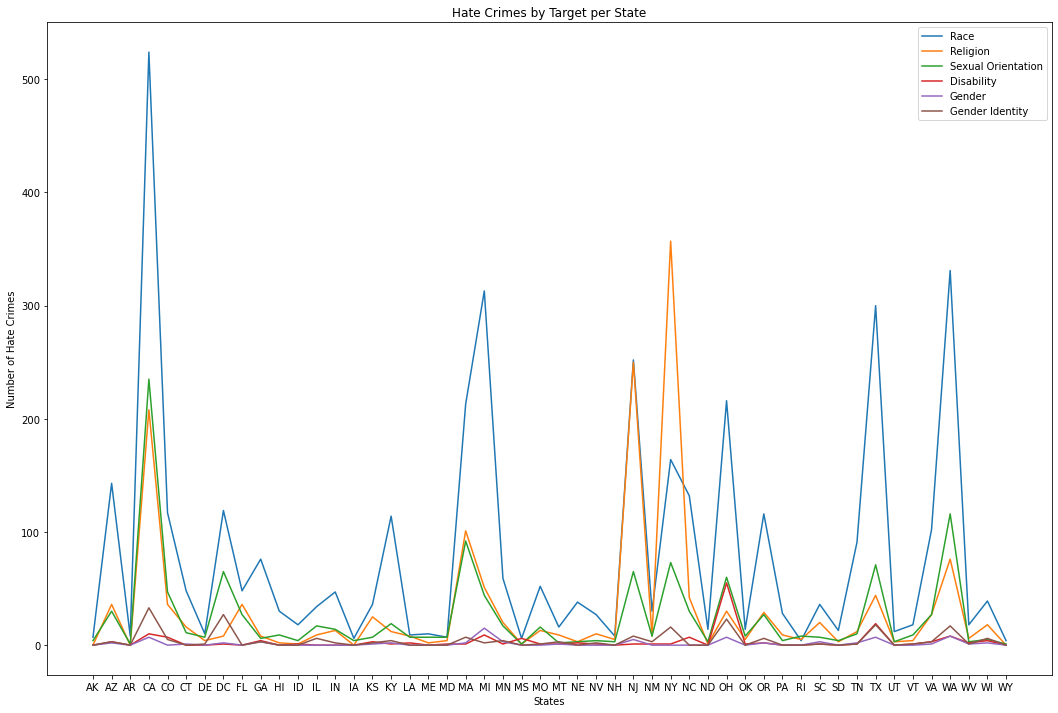 Hate Crimes by Target per State
Race
Religion
Sexual Orientation
Disability
Gender
Gender Identity
Number of Hate Crimes
500
400
300
200
100
0
AK AZ AR CA CO CT DE DC FL GA HI ID IL IN IA KS KY LA ME MD MA MI MN MS MO MT NE NV NH NJ NM NY NC ND OH OK OR PA RI SC SD TN TX UT VT VA WA WV WI WY
States